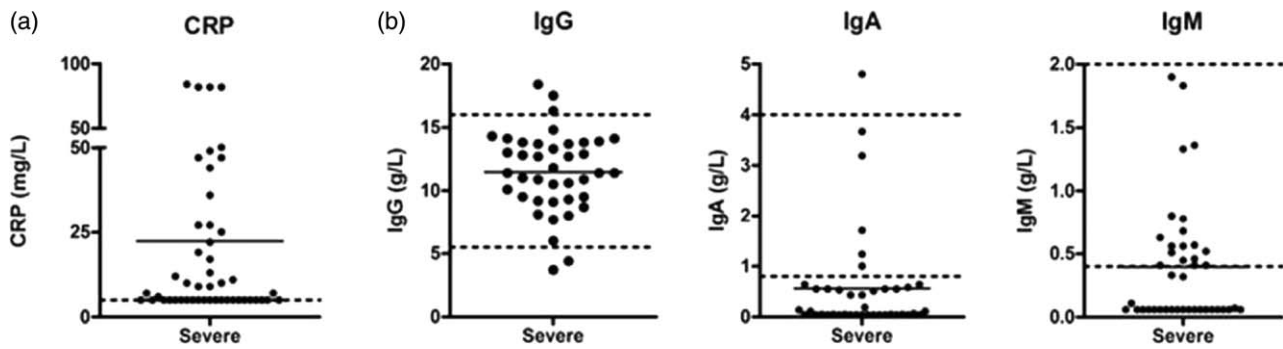 (a)
CRP
CRP (mg/L)
100
50
50
25
0
Severe
(b)
IgG
IgG (g/L)
20
15
10
5
0
Severe
IgA
IgA (g/L)
5
4
3
2
1
0
Severe
IgM
IgM (g/L)
2.0
1.5
1.0
0.5
0.0
Severe